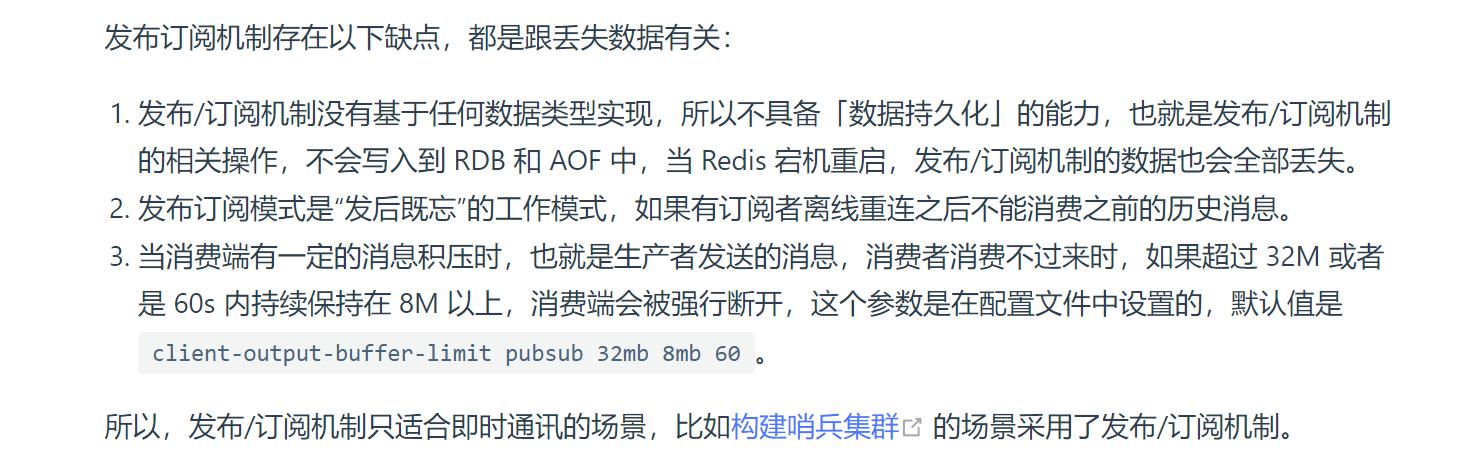 发布订阅机制存在以下缺点，都是跟丢失数据有关：
1. 发布/订阅机制没有基于任何数据类型实现，所以不具备「数据持久化」的能力，也就是发布/订阅机制
的相关操作，不会写入到 RDB 和 AOF 中，当 Redis 宕机重启，发布/订阅机制的数据也会全部丢失。
2. 发布订阅模式是“发后既忘”的工作模式，如果有订阅者离线重连之后不能消费之前的历史消息。
3. 当消费端有一定的消息积压时，也就是生产者发送的消息，消费者消费不过来时，如果超过 32M 或者
是 60s 内持续保持在 8M 以上，消费端会被强行断开，这个参数是在配置文件中设置的，默认值是
client-output-buffer-limit pubsub 32mb 8mb 60 。
所以，发布/订阅机制只适合即时通讯的场景，比如构建哨兵集群 的场景采用了发布/订阅机制。